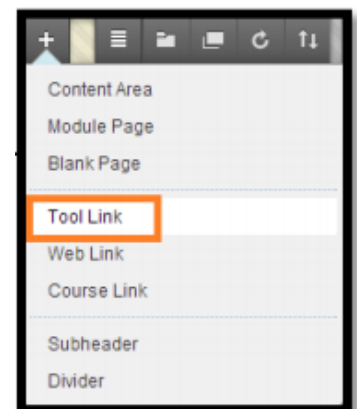 Content Area
Module Page
Blank Page
Tool Link
Web Link
Course Link
Subheader
Divider